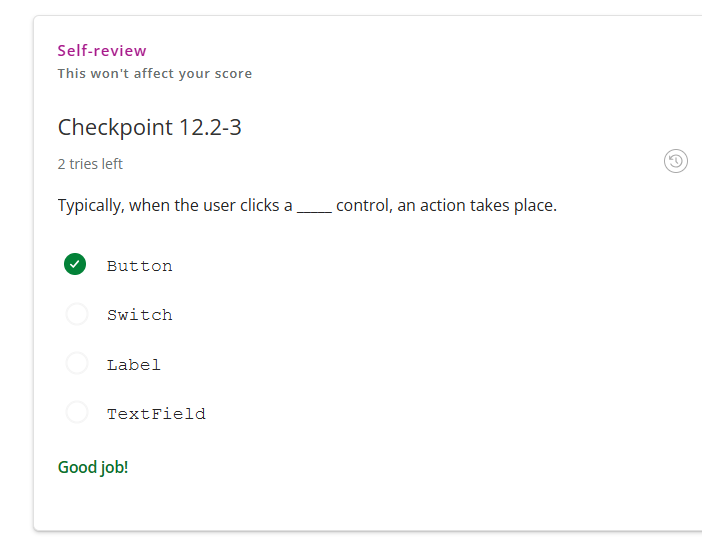 Self-review
This won't affect your score
Checkpoint 12.2-3
2 tries left
Typically, when the user clicks a _____ control, an action takes place.
Button
Switch
Label
TextField
Good job!